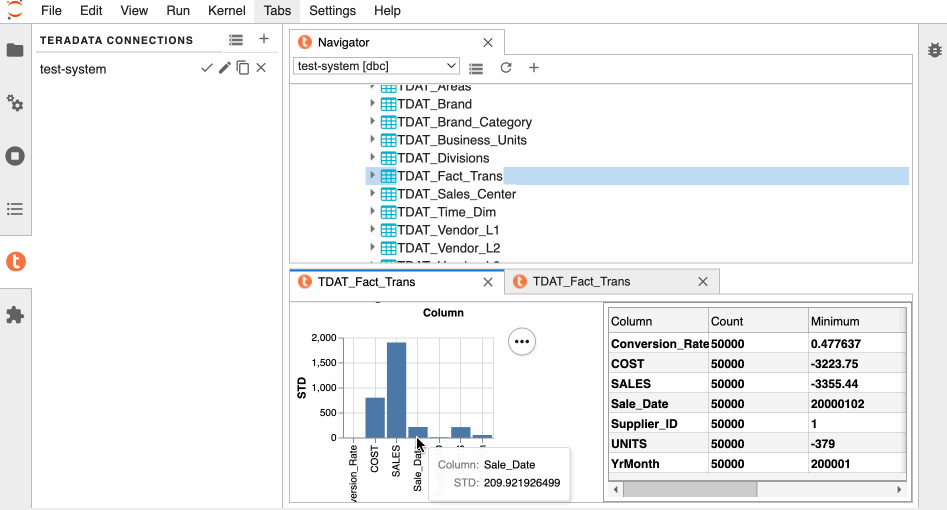 File Edit View Run Kernel Tabs Settings Help
TERADATA CONNECTIONS
test-system
Navigator
test-system [dbc]
TDAT_Areas
TDAT_Brand
TDAT_Brand_Category
TDAT_Business_Units
TDAT_Divisions
TDAT_Fact_Trans
TDAT_Sales_Center
TDAT_Time_Dim
TDAT_Vendor_L1
TDAT_Vendor_L2
TDAT_Fact_Trans
TDAT_Fact_Trans
Column
STD
2,000
1,500
1,000
500
0
version_Rate
COST
SALES
Sale_Dat
Column: Sale_Date
STD: 209.921926499
Column Count Minimum
Conversion_Rate 50000 0.477637
COST 50000 -3223.75
SALES 50000 -3355.44
Sale_Date 50000 20000102
Supplier_ID 50000 1
UNITS 50000 -379
YrMonth 50000 200001